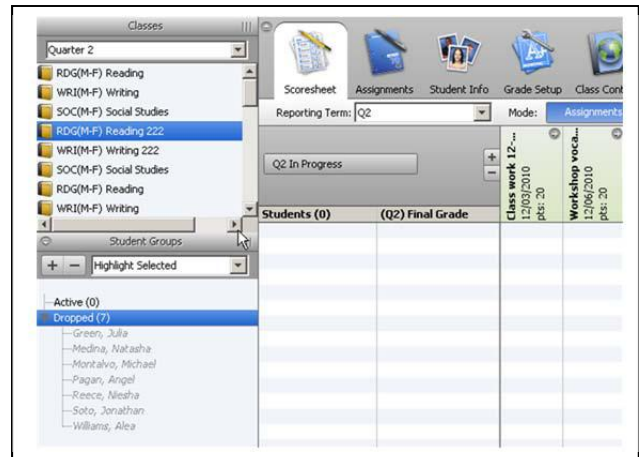 Classes
Quarter 2
RDG(M-F) Reading
WRI(M-F) Writing
SOC(M-F) Social Studies
RDG(M-F) Reading 222
WRI(M-F) Writing 222
SOC(M-F) Social Studies
RDG(M-F) Reading
WRI(M-F) Writing
Student Groups
+ − Highlight Selected
Active (0)
Dropped (7)
Green, Julia
Medina, Natasha
Montalvo, Michael
Pagan, Angel
Reece, Niesha
Soto, Jonathan
Williams, Alea
Scoresheet Assignments Student Info Grade Setup Class Cont
Reporting Term: Q2 Mode: Assignments
Q2 In Progress
+
−
Students (0) (Q2) Final Grade
Class work 12-...
12/03/2010
pts: 20
Workshop voca...
12/06/2010
pts: 20